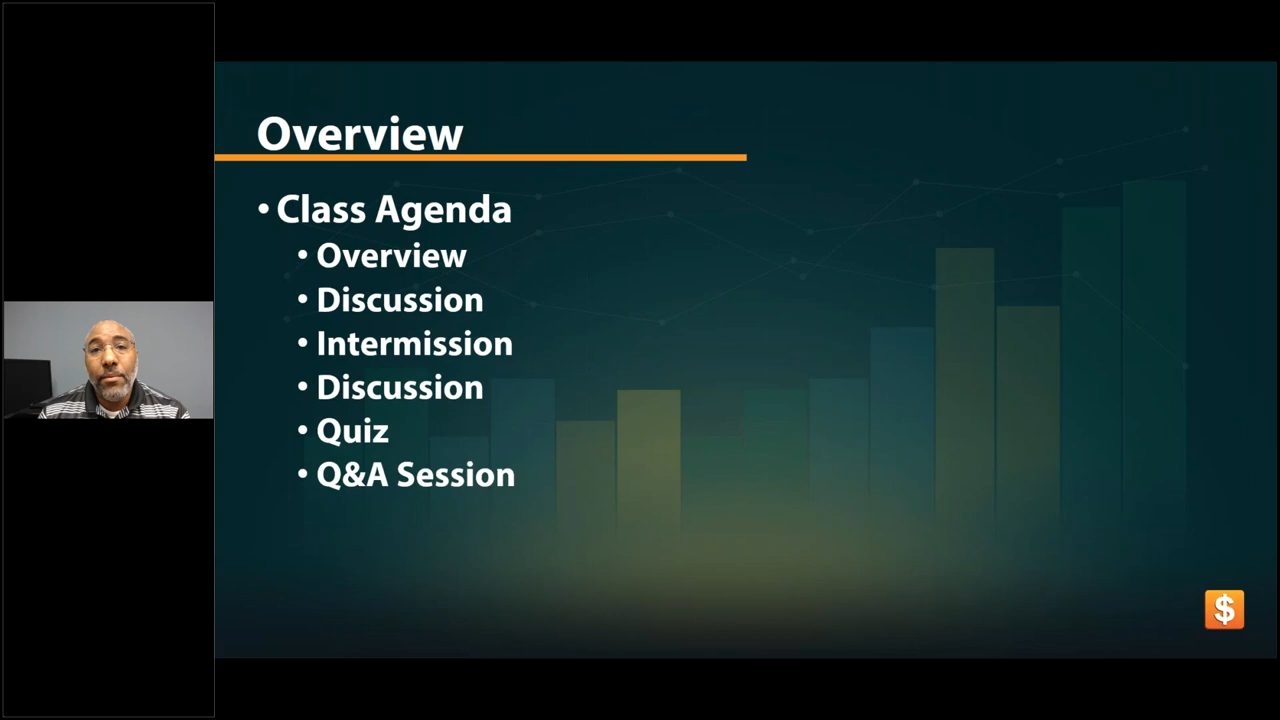 Overview
• Class Agenda
• Overview
• Discussion
• Intermission
• Discussion
• Quiz
• Q&A Session
$